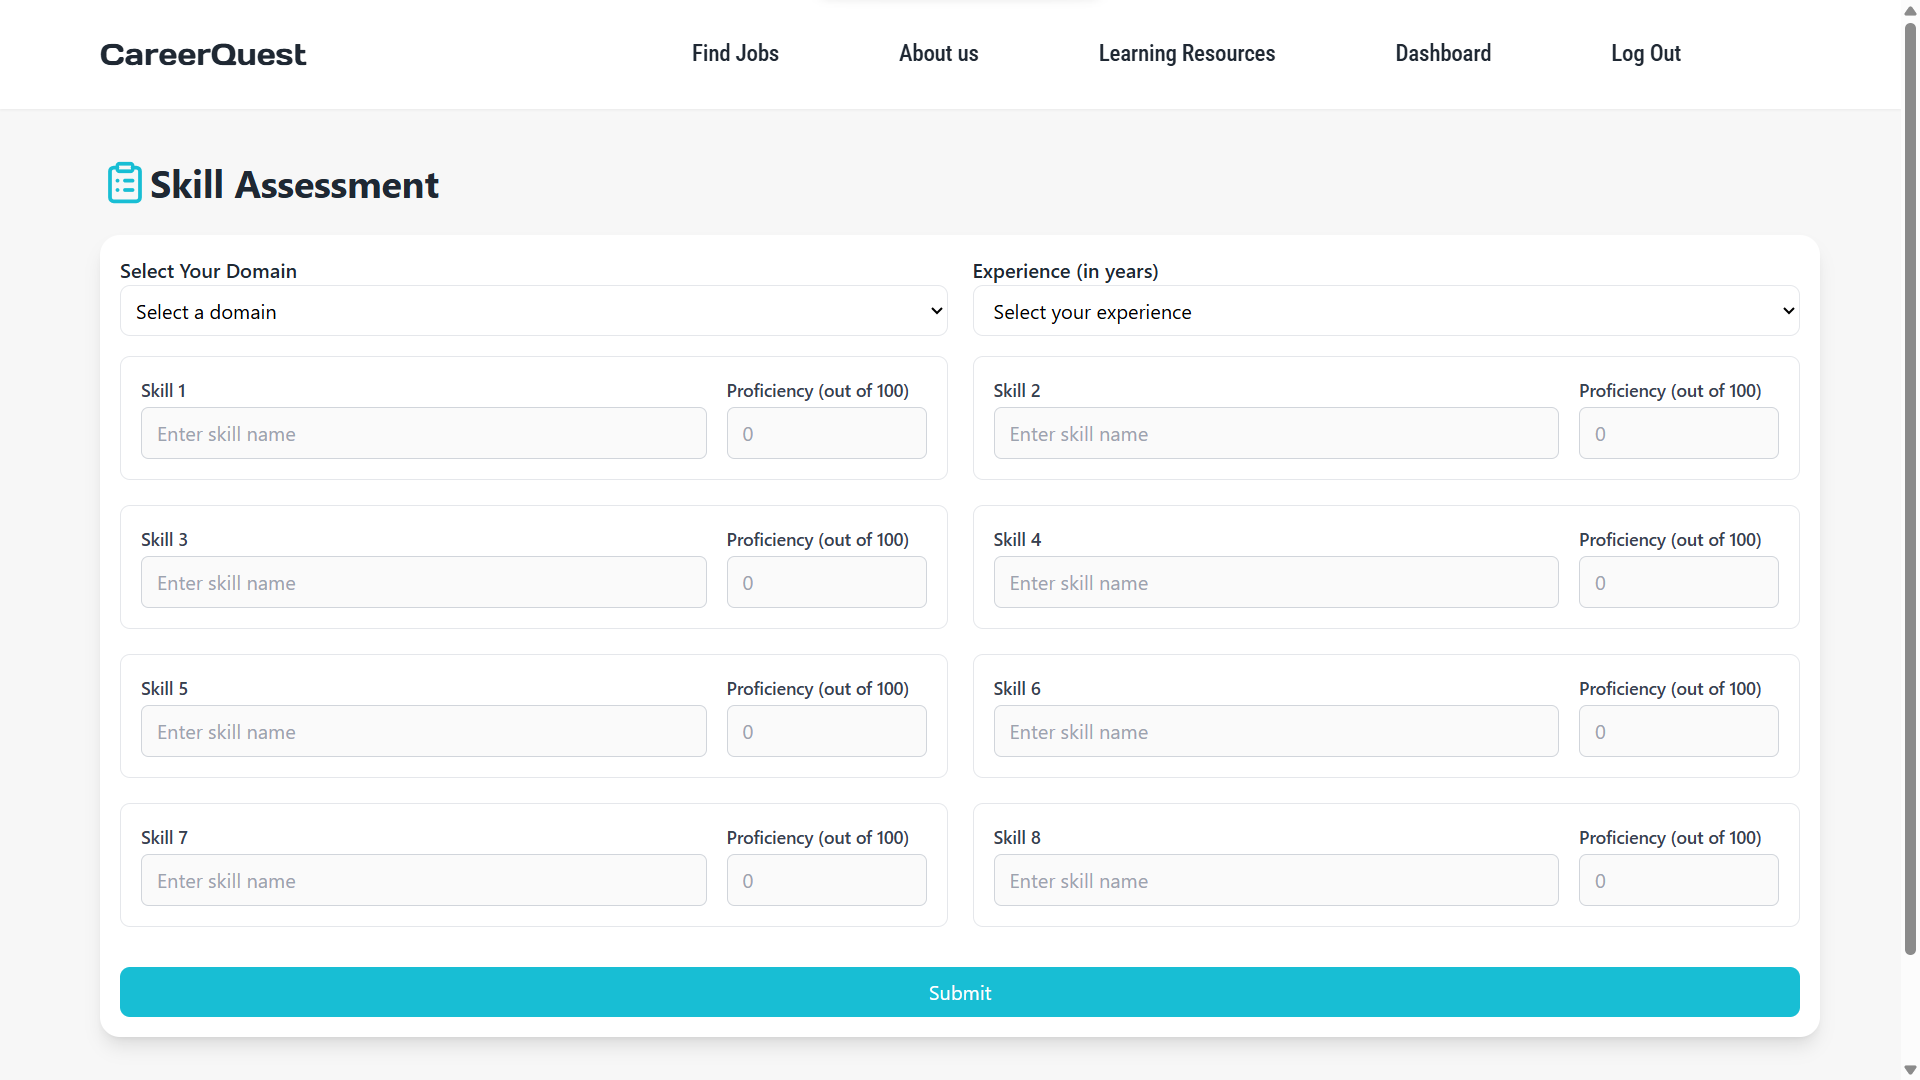 CareerQuest
Find Jobs
About us
Learning Resources
Dashboard
Log Out
Skill Assessment
Select Your Domain
Experience (in years)
Select a domain
Select your experience
Skill 1
Proficiency (out of 100)
Skill 2
Proficiency (out of 100)
Enter skill name
0
Enter skill name
0
Skill 3
Proficiency (out of 100)
Skill 4
Proficiency (out of 100)
Enter skill name
0
Enter skill name
0
Skill 5
Proficiency (out of 100)
Skill 6
Proficiency (out of 100)
Enter skill name
0
Enter skill name
0
Skill 7
Proficiency (out of 100)
Skill 8
Proficiency (out of 100)
Enter skill name
0
Enter skill name
0
Submit